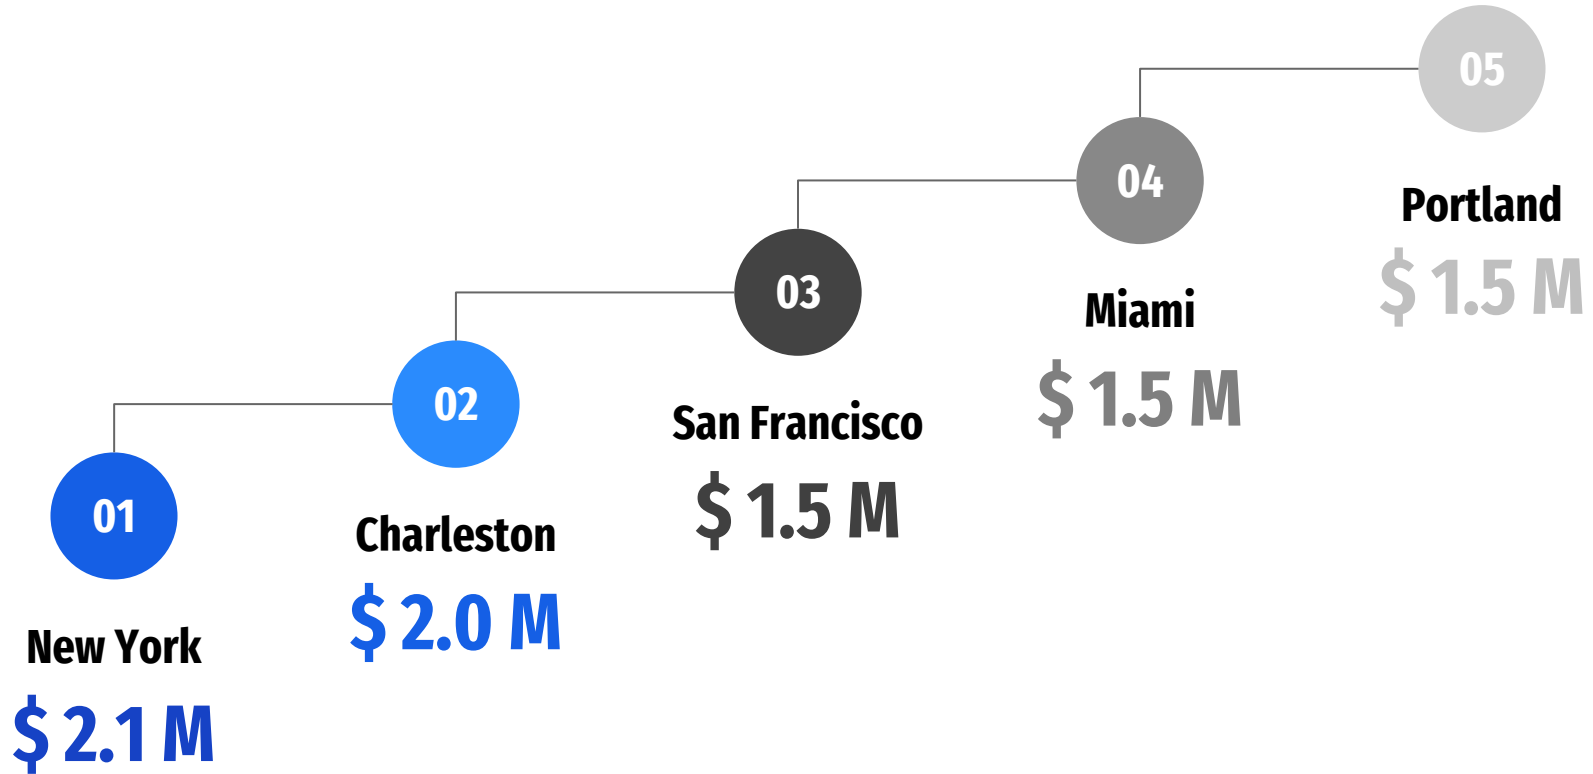 01
New York
$ 2.1 M
02
Charleston
$ 2.0 M
03
San Francisco
$ 1.5 M
04
Miami
$ 1.5 M
05
Portland
$ 1.5 M